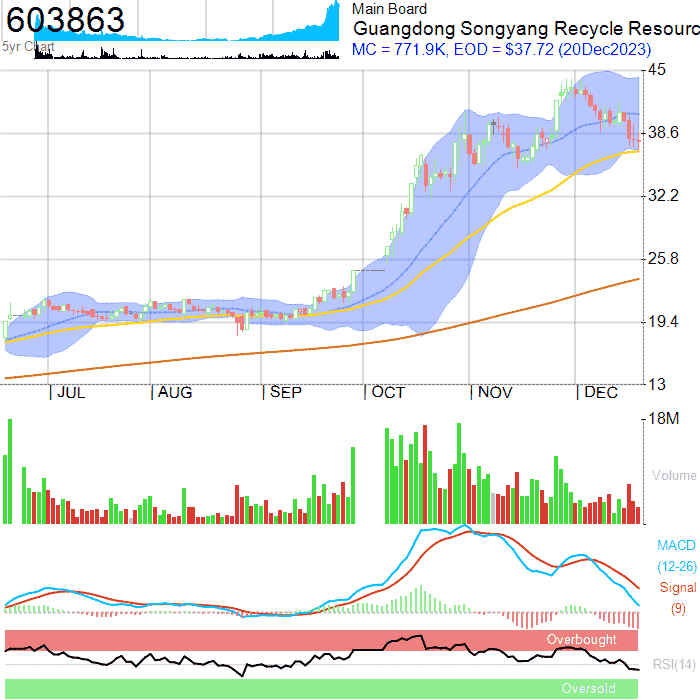 603863
5yr Chart
Main Board
Guangdong Songyang Recycle Resourc
MC = 771.9K, EOD = $37.72 (20Dec2023)
45
38.6
32.2
25.8
19.4
13
JUL AUG SEP OCT NOV DEC
18M
Volume
MACD
(12-26)
Signal
(9)
Overbought
RSI(14)
Oversold